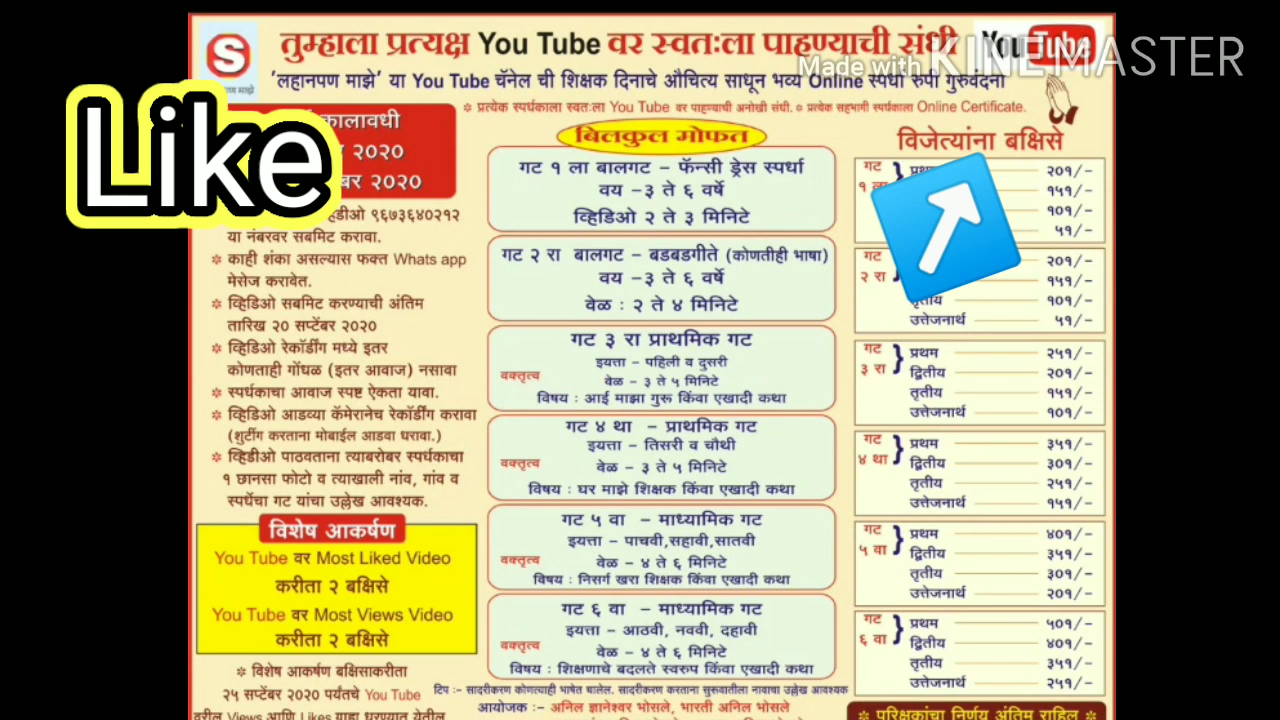 तुम्हाला प्रत्यक्ष You Tube वर स्वतःला पाहण्याची संधी
YouTube
Made with KINEMASTER
'लहानपण माझे' या You Tube चॅनेल ची शिक्षक दिनाचे औचित्य साधून भव्य Online स्पर्धा रुपी गुरुवंदना
※ प्रत्येक स्पर्धकाला स्वतःला You Tube वर पाहण्याची अनोखी संधी. ※ प्रत्येक सहभागी स्पर्धकाला Online Certificate.
S
Like
कालावधी
२०२०
२०२०
९६७३६४०२१२
या नंबरवर सबमिट करावा.
※ काही शंका असल्यास फक्त Whats app
मेसेज करावेत.
※ व्हिडिओ सबमिट करण्याची अंतिम
तारिख २० सप्टेंबर २०२०
※ व्हिडिओ रेकॉर्डींग मध्ये इतर
कोणताही गोंधळ (इतर आवाज) नसावा
※ स्पर्धकाचा आवाज स्पष्ट ऐकता यावा.
※ व्हिडिओ आडव्या कॅमेरानेच रेकॉर्डींग करावा
(शुटींग करताना मोबाईल आडवा धरावा.)
※ व्हिडीओ पाठवताना त्याबरोबर स्पर्धकाचा
१ छानसा फोटो व त्याखाली नांव, गांव व
स्पर्धेचा गट यांचा उल्लेख आवश्यक.
विशेष आकर्षण
You Tube वर Most Liked Video
करीता २ बक्षिसे
You Tube वर Most Views Video
करीता २ बक्षिसे
※ विशेष आकर्षण बक्षिसाकरीता
२५ सप्टेंबर २०२० पर्यंतचे You Tube
वरील Views आणि Likes ग्राह्य धरण्यात येतील
बिलकुल मोफत
गट १ ला बालगट – फॅन्सी ड्रेस स्पर्धा
वय –३ ते ६ वर्षे
व्हिडिओ २ ते ३ मिनिटे
गट २ रा बालगट – बडबडगीते (कोणतीही भाषा)
वय –३ ते ६ वर्षे
वेळ : २ ते ४ मिनिटे
गट ३ रा प्राथमिक गट
इयत्ता – पहिली व दुसरी
वक्तृत्व
वेळ – ३ ते ५ मिनिटे
विषय : आई माझा गुरू किंवा एखादी कथा
गट ४ था – प्राथमिक गट
इयत्ता – तिसरी व चौथी
वक्तृत्व
वेळ – ३ ते ५ मिनिटे
विषय : घर माझे शिक्षक किंवा एखादी कथा
गट ५ वा – माध्यामिक गट
इयत्ता – पाचवी,सहावी,सातवी
वक्तृत्व
वेळ – ४ ते ६ मिनिटे
विषय : निसर्ग खरा शिक्षक किंवा एखादी कथा
गट ६ वा – माध्यामिक गट
इयत्ता – आठवी, नववी, दहावी
वक्तृत्व
वेळ – ४ ते ६ मिनिटे
विषय : शिक्षणाचे बदलते स्वरुप किंवा एखादी कथा
टिप :- सादरीकरण कोणत्याही भाषेत चालेल. सादरीकरण करताना सुरूवातीला नावाचा उल्लेख आवश्यक
आयोजक :– अनिल ज्ञानेश्वर भोसले, भारती अनिल भोसले
विजेत्यांना बक्षिसे
गट
२०१/-
१५१/-
१०१/-
५१/-
गट
२ रा
२०१/-
१५१/-
तृतीय १०१/-
उत्तेजनार्थ ५१/-
गट
३ रा
प्रथम २५१/-
द्वितीय २०१/-
तृतीय १५१/-
उत्तेजनार्थ १०१/-
गट
४ था
प्रथम ३५१/-
द्वितीय ३०१/-
तृतीय २५१/-
उत्तेजनार्थ १५१/-
गट
५ वा
प्रथम ४०१/-
द्वितीय ३५१/-
तृतीय ३०१/-
उत्तेजनार्थ २०१/-
गट
६ वा
प्रथम ५०१/-
द्वितीय ४०१/-
तृतीय ३५१/-
उत्तेजनार्थ २५१/-
※ परिक्षकांचा निर्णय अंतिम राहिल ※